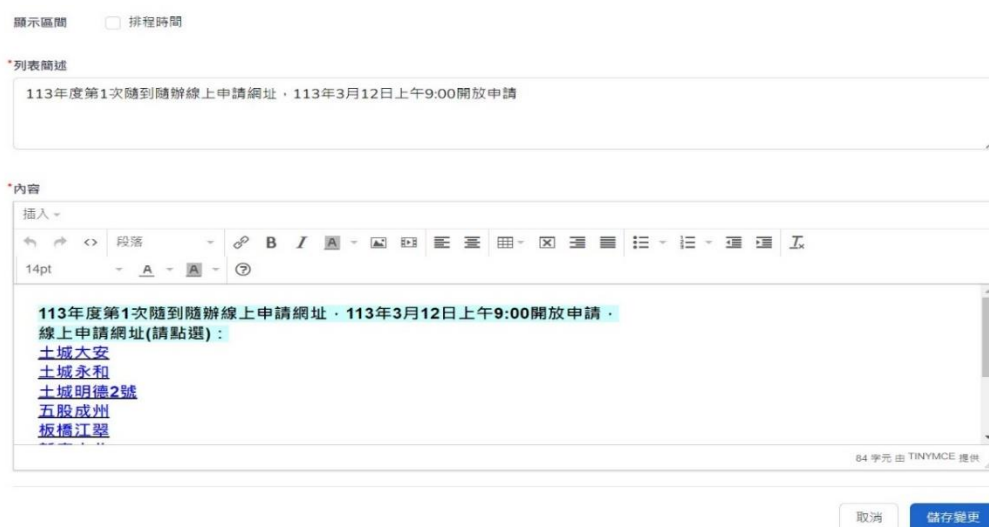 顯示區間 排程時間
*列表簡述
113年度第1次隨到隨辦線上申請網址，113年3月12日上午9:00開放申請
*內容
插入
段落 B I A
14pt A A
113年度第1次隨到隨辦線上申請網址，113年3月12日上午9:00開放申請，
線上申請網址(請點選)：
土城大安
土城永和
土城明德2號
五股成州
板橋江翠
84 字元 由 TINYMCE 提供
取消 儲存變更